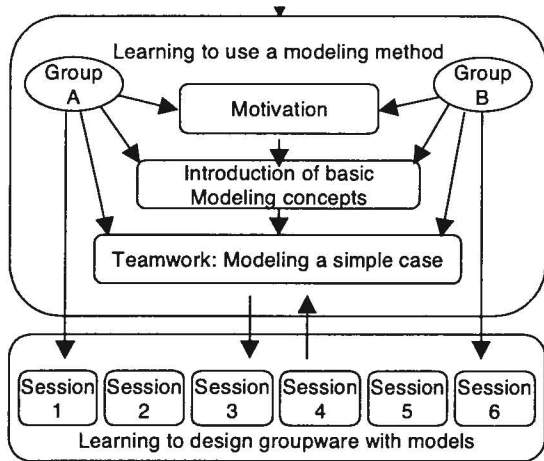 Learning to use a modeling method
Group
A
Group
B
Motivation
Introduction of basic
Modeling concepts
Teamwork: Modeling a simple case
Session
1
Session
2
Session
3
Session
4
Session
5
Session
6
Learning to design groupware with models